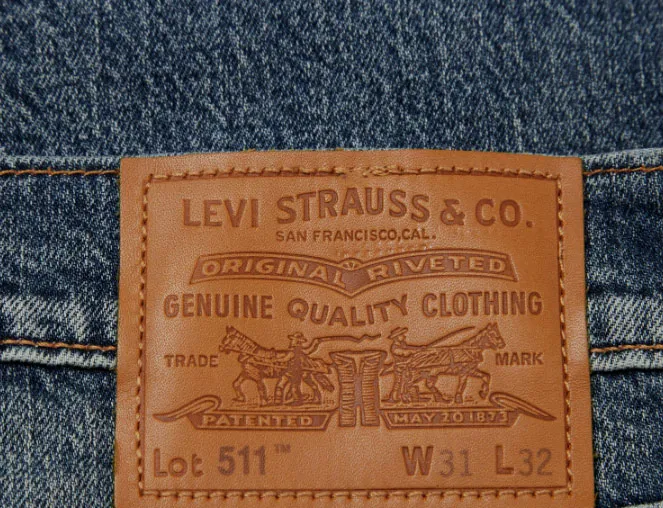 LEVI STRAUSS & CO.
SAN FRANCISCO, CAL.
ORIGINAL RIVETED
GENUINE QUALITY CLOTHING
TRADE MARK
PATENTED MAY 20 1873
Lot 511™ W31 L32